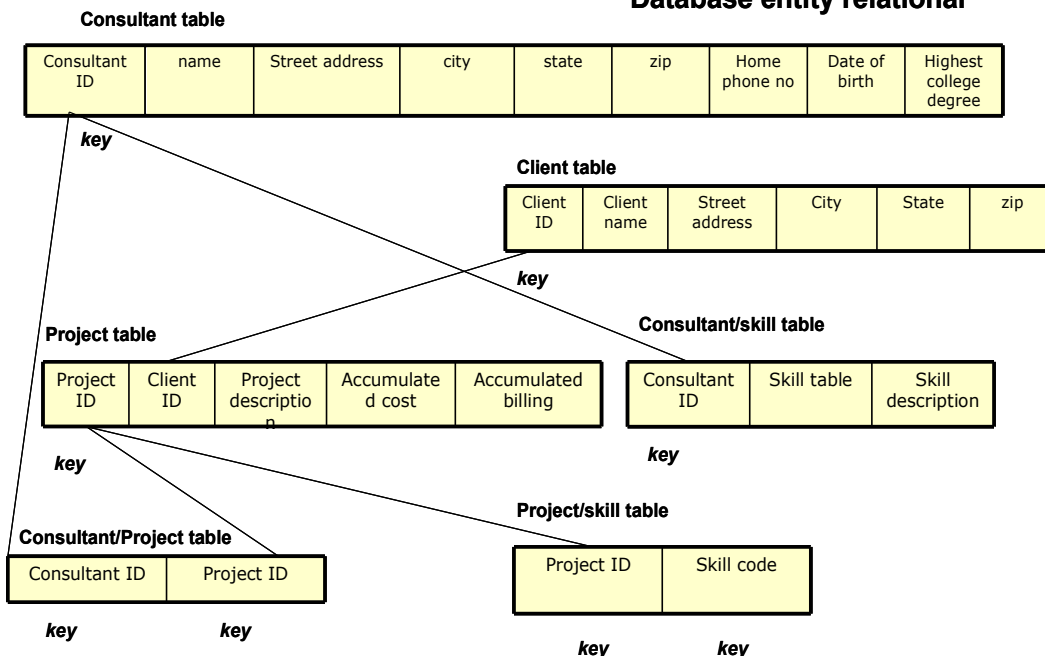 Database entity relational
Consultant table
Consultant
ID
name
Street address
city
state
zip
Home
phone no
Date of
birth
Highest
college
degree
key
Client table
Client
ID
Client
name
Street
address
City
State
zip
key
Project table
Project
ID
Client
ID
Project
descriptio
n
Accumulate
d cost
Accumulated
billing
key
Consultant/skill table
Consultant
ID
Skill table
Skill
description
key
Consultant/Project table
Consultant ID
Project ID
key
key
Project/skill table
Project ID
Skill code
key
key